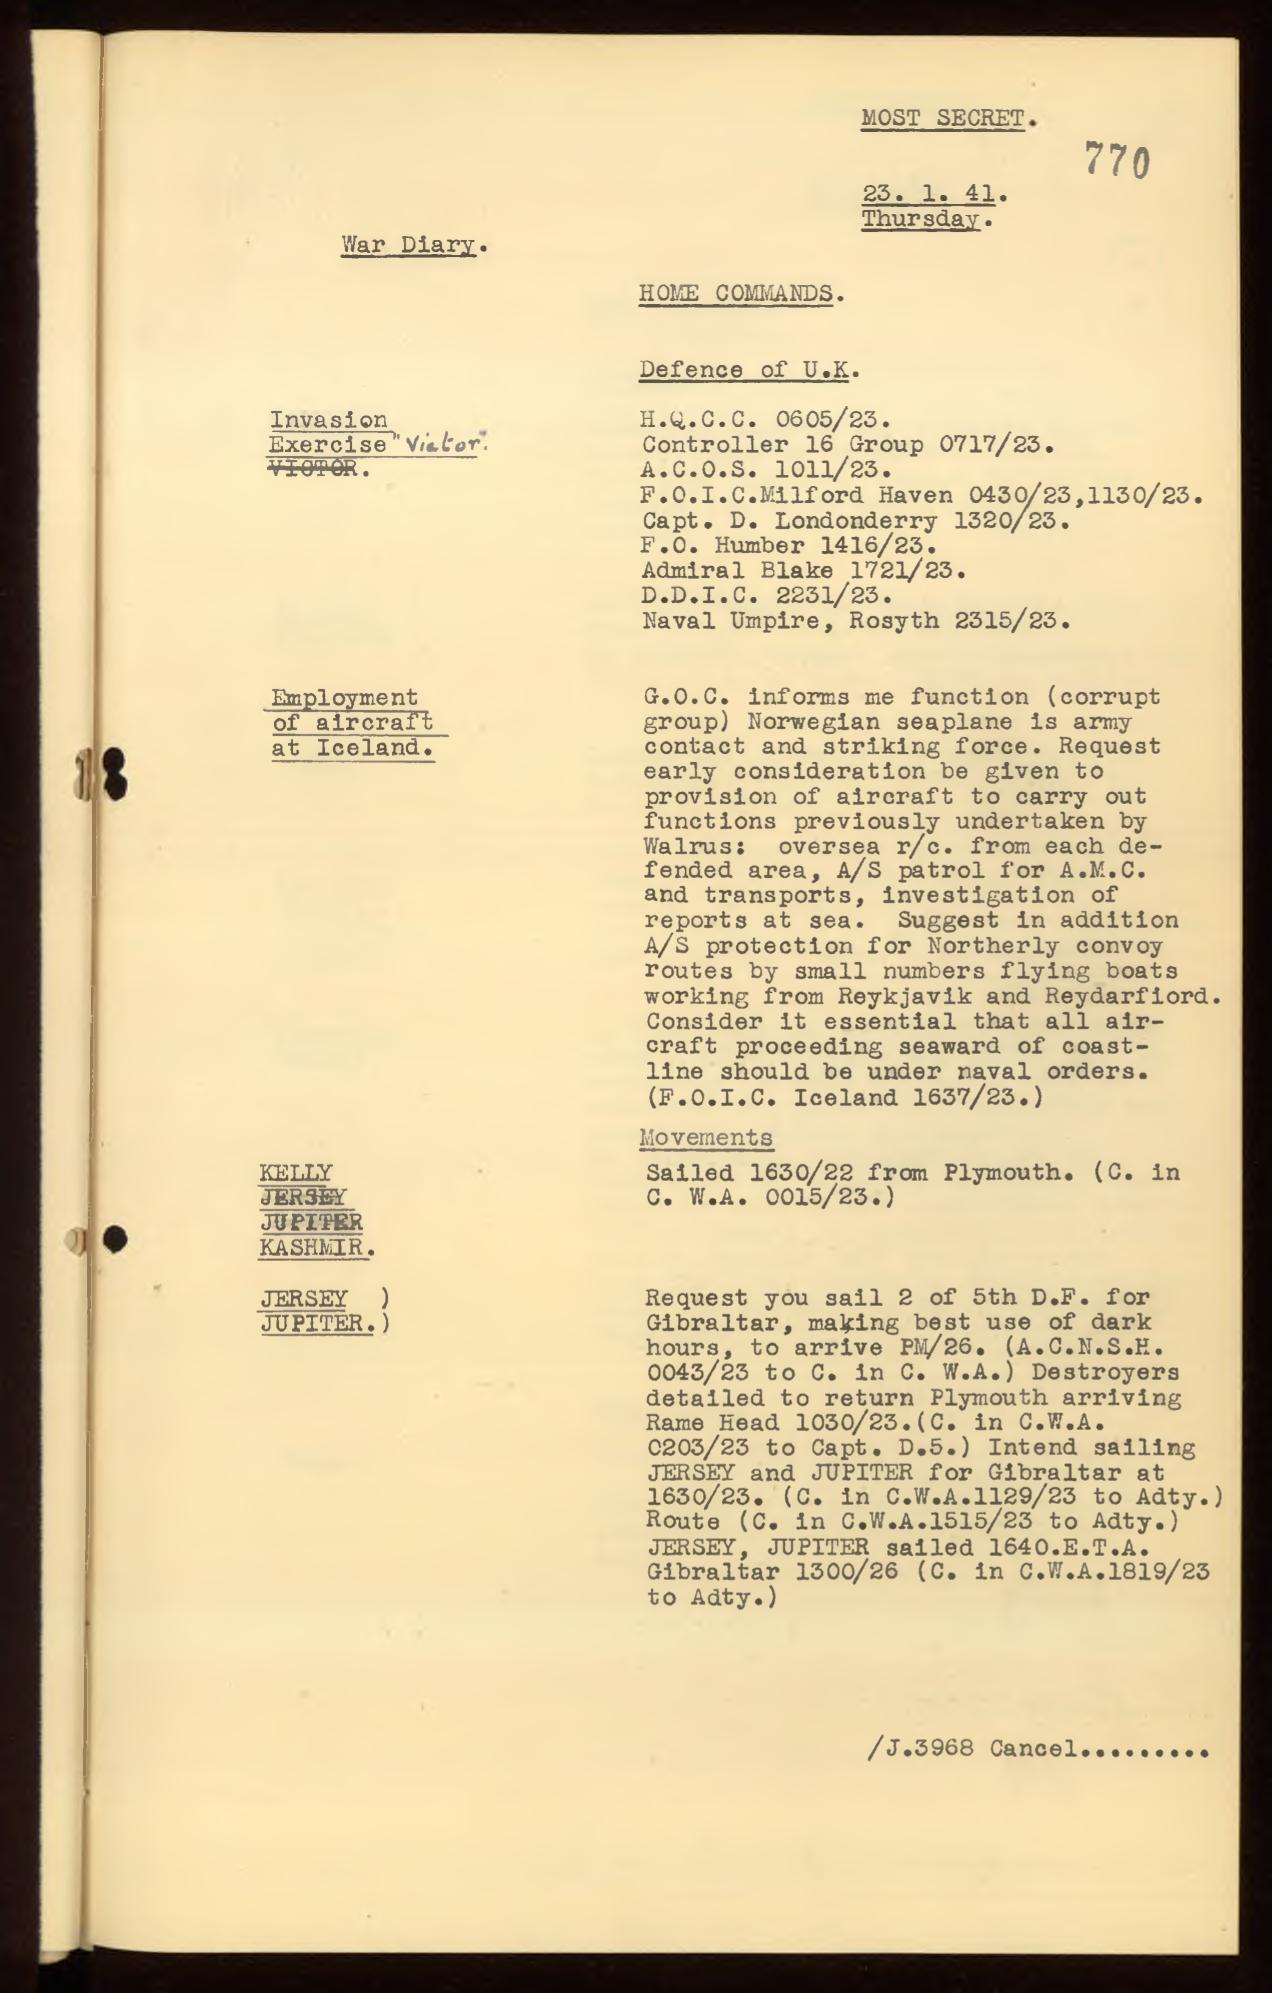 MOST SECRET.
770
23. 1. 41.
Thursday.
War Diary.
HOME COMMANDS.
Defence of U.K.
Invasion
Exercise "Victor".
VICTOR.
H.Q.C.C. 0605/23.
Controller 16 Group 0717/23.
A.C.O.S. 1011/23.
F.O.I.C.Milford Haven 0430/23,1130/23.
Capt. D. Londonderry 1320/23.
F.O. Humber 1416/23.
Admiral Blake 1721/23.
D.D.I.C. 2231/23.
Naval Umpire, Rosyth 2315/23.
Employment
of aircraft
at Iceland.
G.O.C. informs me function (corrupt
group) Norwegian seaplane is army
contact and striking force. Request
early consideration be given to
provision of aircraft to carry out
functions previously undertaken by
Walrus:  oversea r/c. from each de-
fended area, A/S patrol for A.M.C.
and transports, investigation of
reports at sea.  Suggest in addition
A/S protection for Northerly convoy
routes by small numbers flying boats
working from Reykjavik and Reydarfiord.
Consider it essential that all air-
craft proceeding seaward of coast-
line should be under naval orders.
(F.O.I.C. Iceland 1637/23.)
Movements
KELLY
JERSEY
JUPITER
KASHMIR.
Sailed 1630/22 from Plymouth. (C. in
C. W.A. 0015/23.)
JERSEY )
JUPITER.)
Request you sail 2 of 5th D.F. for
Gibraltar, making best use of dark
hours, to arrive PM/26. (A.C.N.S.H.
0043/23 to C. in C. W.A.) Destroyers
detailed to return Plymouth arriving
Rame Head 1030/23.(C. in C.W.A.
0203/23 to Capt. D.5.) Intend sailing
JERSEY and JUPITER for Gibraltar at
1630/23. (C. in C.W.A.1129/23 to Adty.)
Route (C. in C.W.A.1515/23 to Adty.)
JERSEY, JUPITER sailed 1640.E.T.A.
Gibraltar 1300/26 (C. in C.W.A.1819/23
to Adty.)
/J.3968 Cancel.........